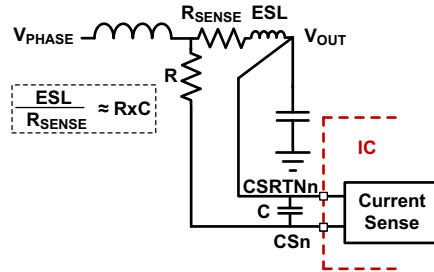 RSENSE ESL
VPHASE
VOUT
R
ESL
RSENSE
≈ RxC
IC
CSRTNn
C
CSn
Current
Sense